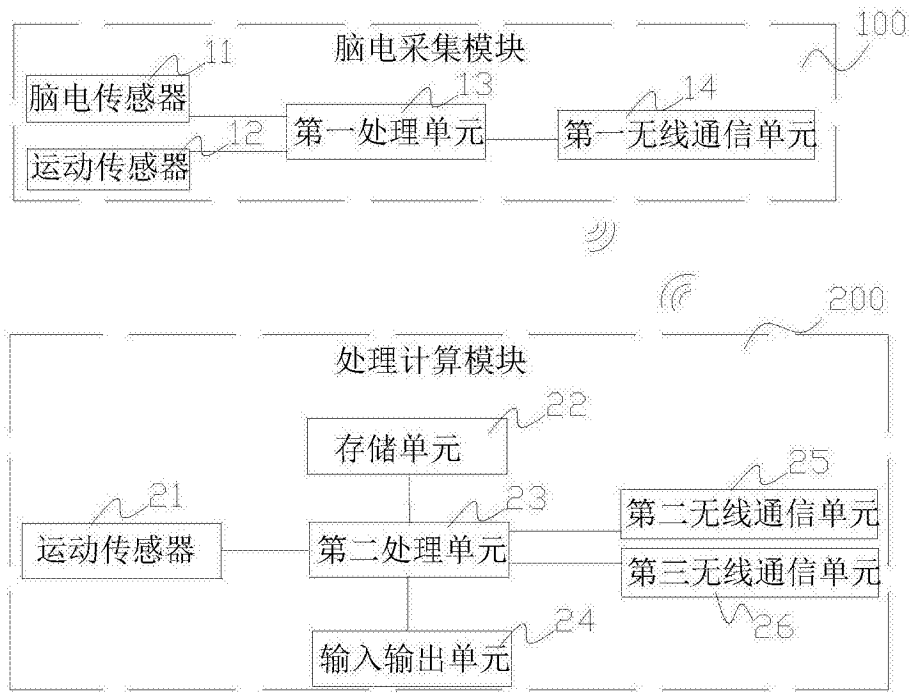 100
脑电采集模块
11
脑电传感器
13
第一处理单元
14
第一无线通信单元
12
运动传感器
200
处理计算模块
22
存储单元
21
运动传感器
23
第二处理单元
25
第二无线通信单元
第三无线通信单元
26
24
输入输出单元